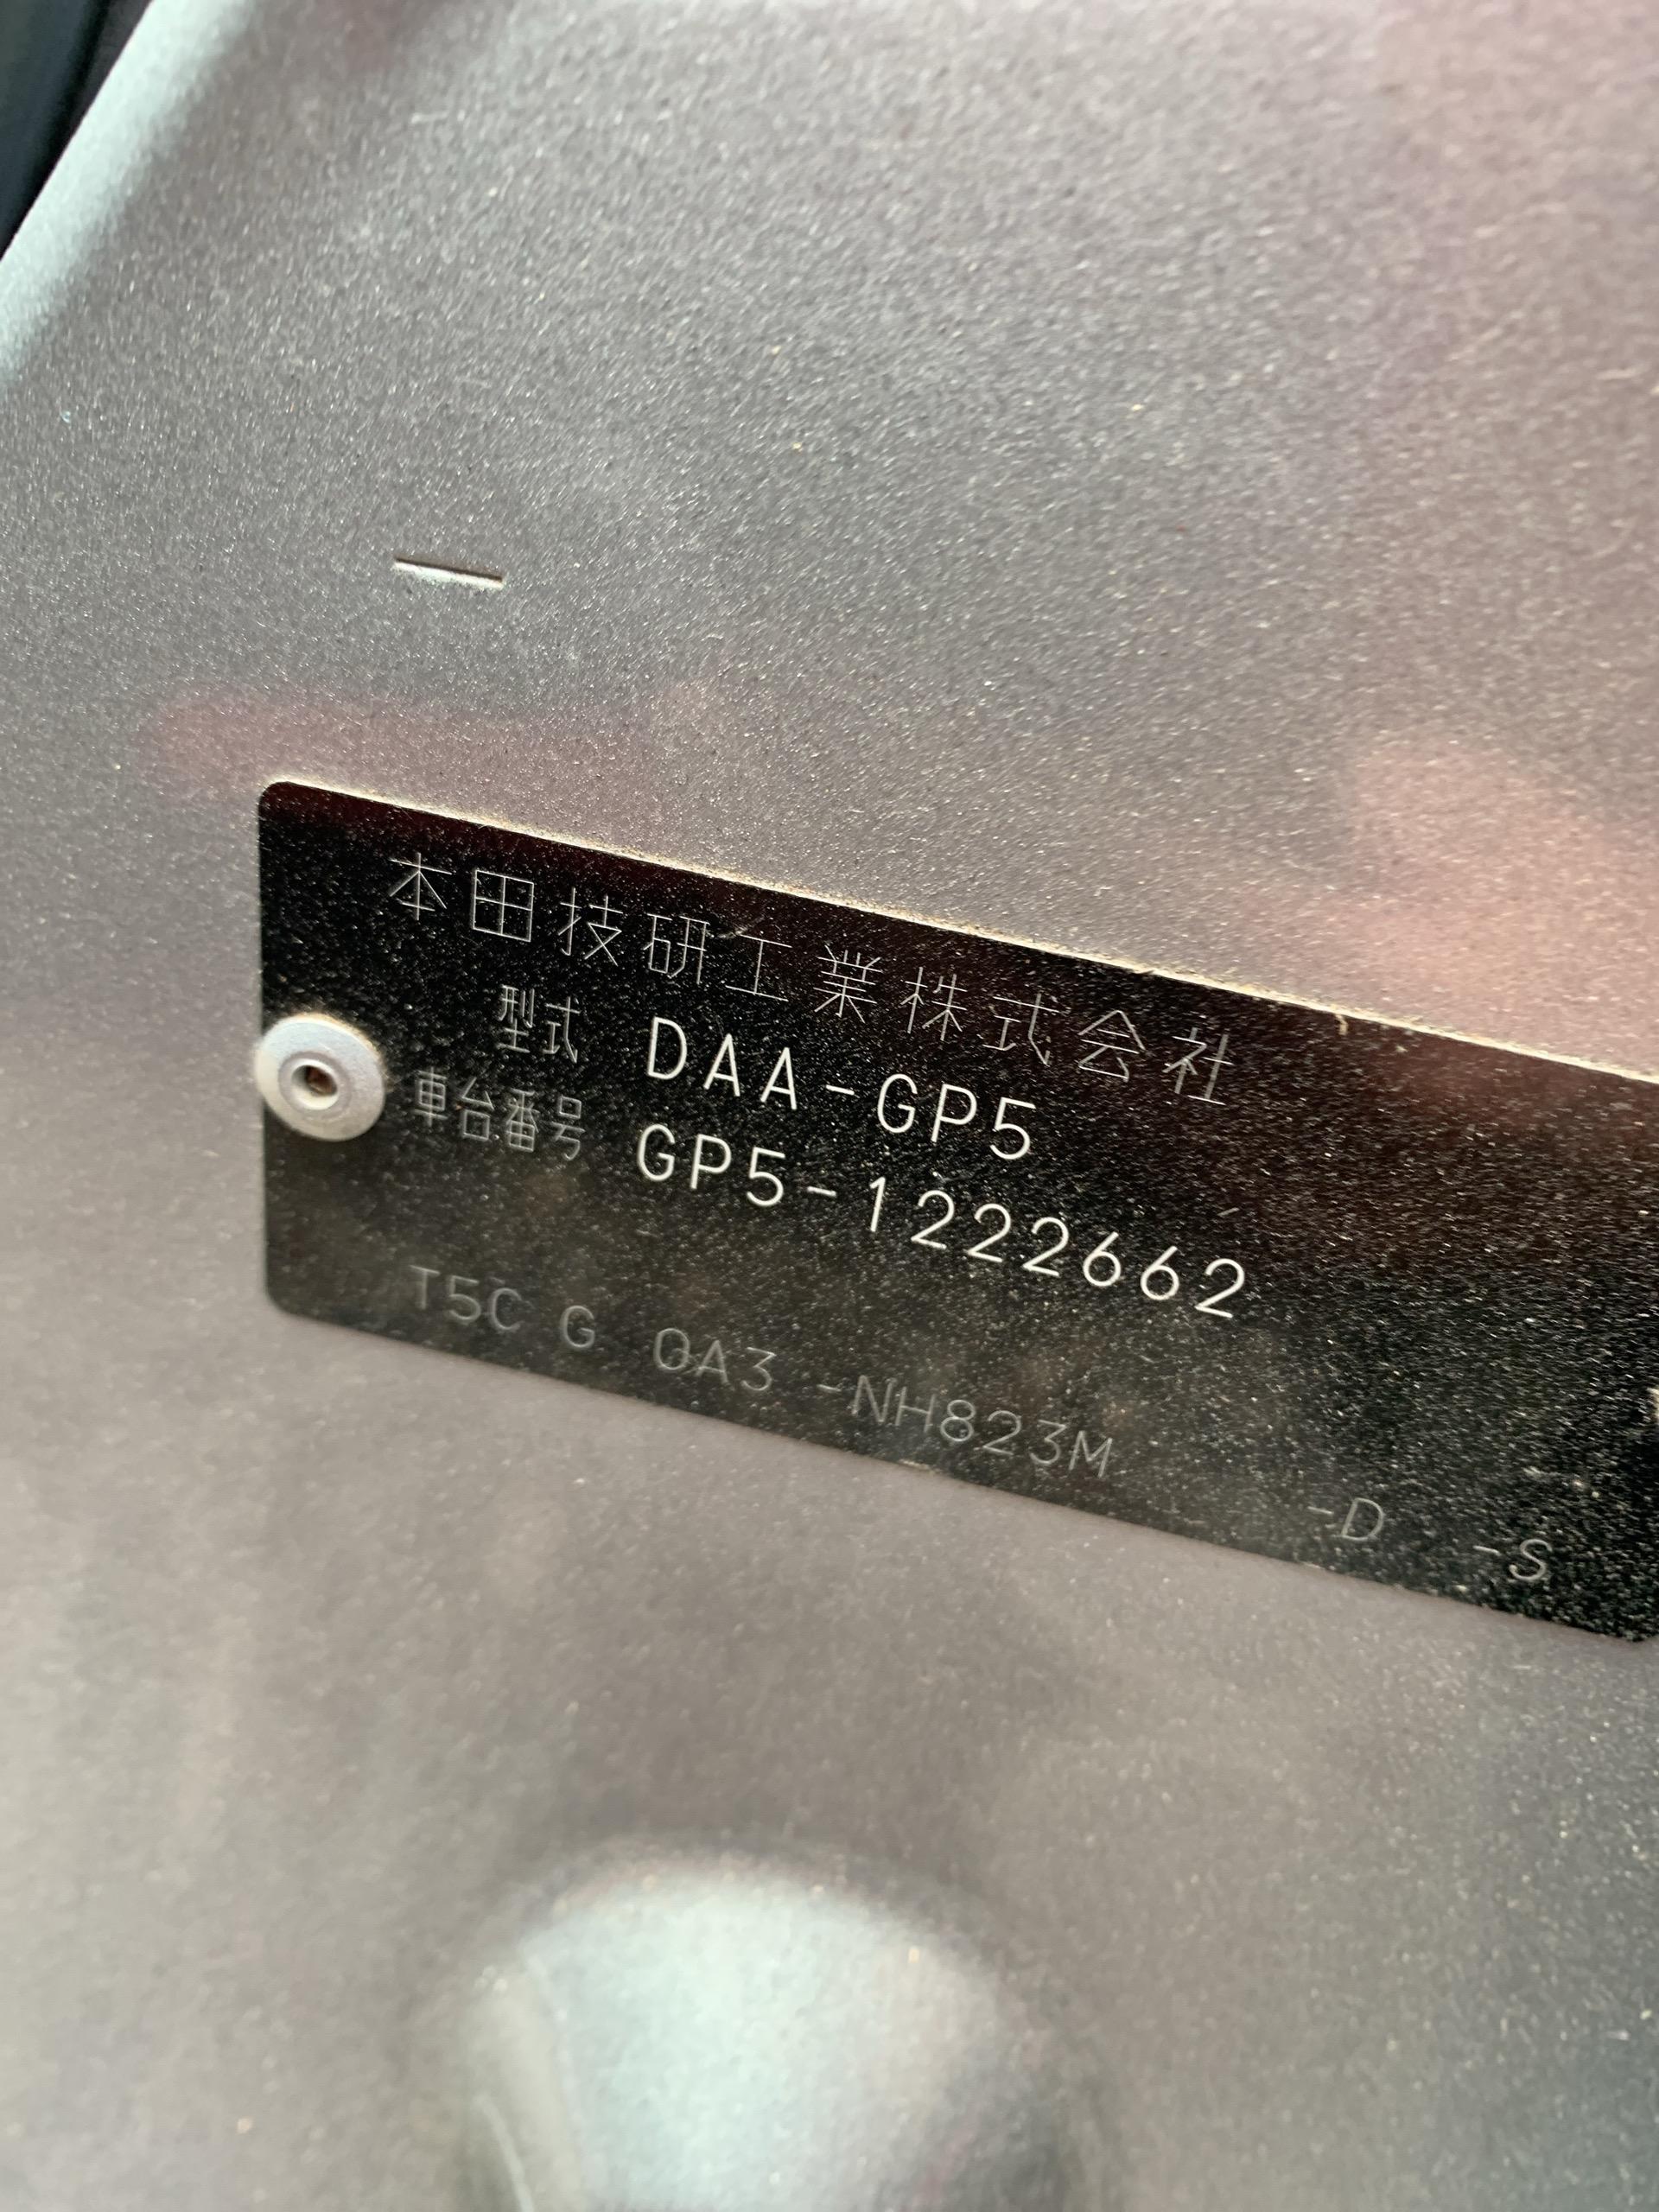 本田技研工業株式会社
型式 DAA-GP5
車台番号 GP5-1222662
T5C G 0A3 -NH823M -D -S